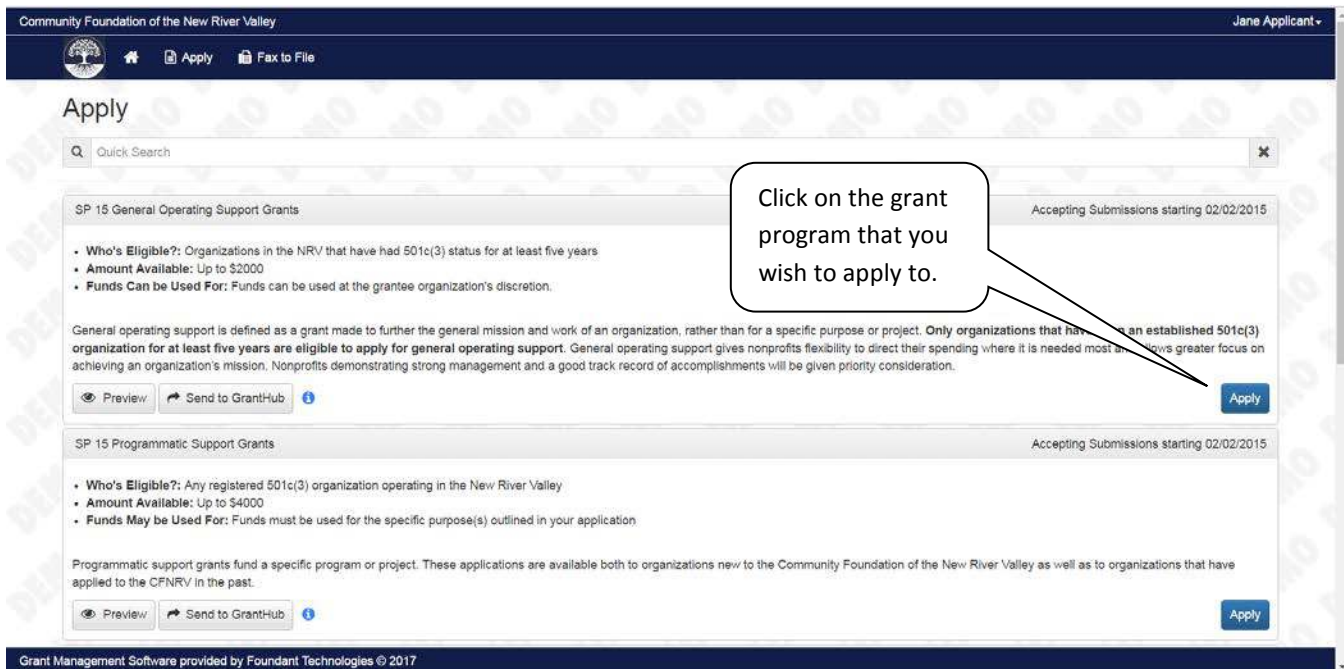 Community Foundation of the New River Valley
Jane Applicant
Apply
Fax to File
Apply
Quick Search
Click on the grant
program that you
wish to apply to.
SP 15 General Operating Support Grants
Accepting Submissions starting 02/02/2015
• Who's Eligible?: Organizations in the NRV that have had 501c(3) status for at least five years
• Amount Available: Up to $2000
• Funds Can be Used For: Funds can be used at the grantee organization's discretion.
General operating support is defined as a grant made to further the general mission and work of an organization, rather than for a specific purpose or project. Only organizations that an established 501c(3)
organization for at least five years are eligible to apply for general operating support. General operating support gives nonprofits flexibility to direct their spending where it is needed most greater focus on
achieving an organization's mission. Nonprofits demonstrating strong management and a good track record of accomplishments will be given priority consideration.
Preview
Send to GrantHub
Apply
SP 15 Programmatic Support Grants
Accepting Submissions starting 02/02/2015
• Who's Eligible?: Any registered 501c(3) organization operating in the New River Valley
• Amount Available: Up to $4000
• Funds May be Used For: Funds must be used for the specific purpose(s) outlined in your application
Programmatic support grants fund a specific program or project. These applications are available both to organizations new to the Community Foundation of the New River Valley as well as to organizations that have
applied to the CFNRV in the past.
Preview
Send to GrantHub
Apply
Grant Management Software provided by Foundant Technologies © 2017
DEMO